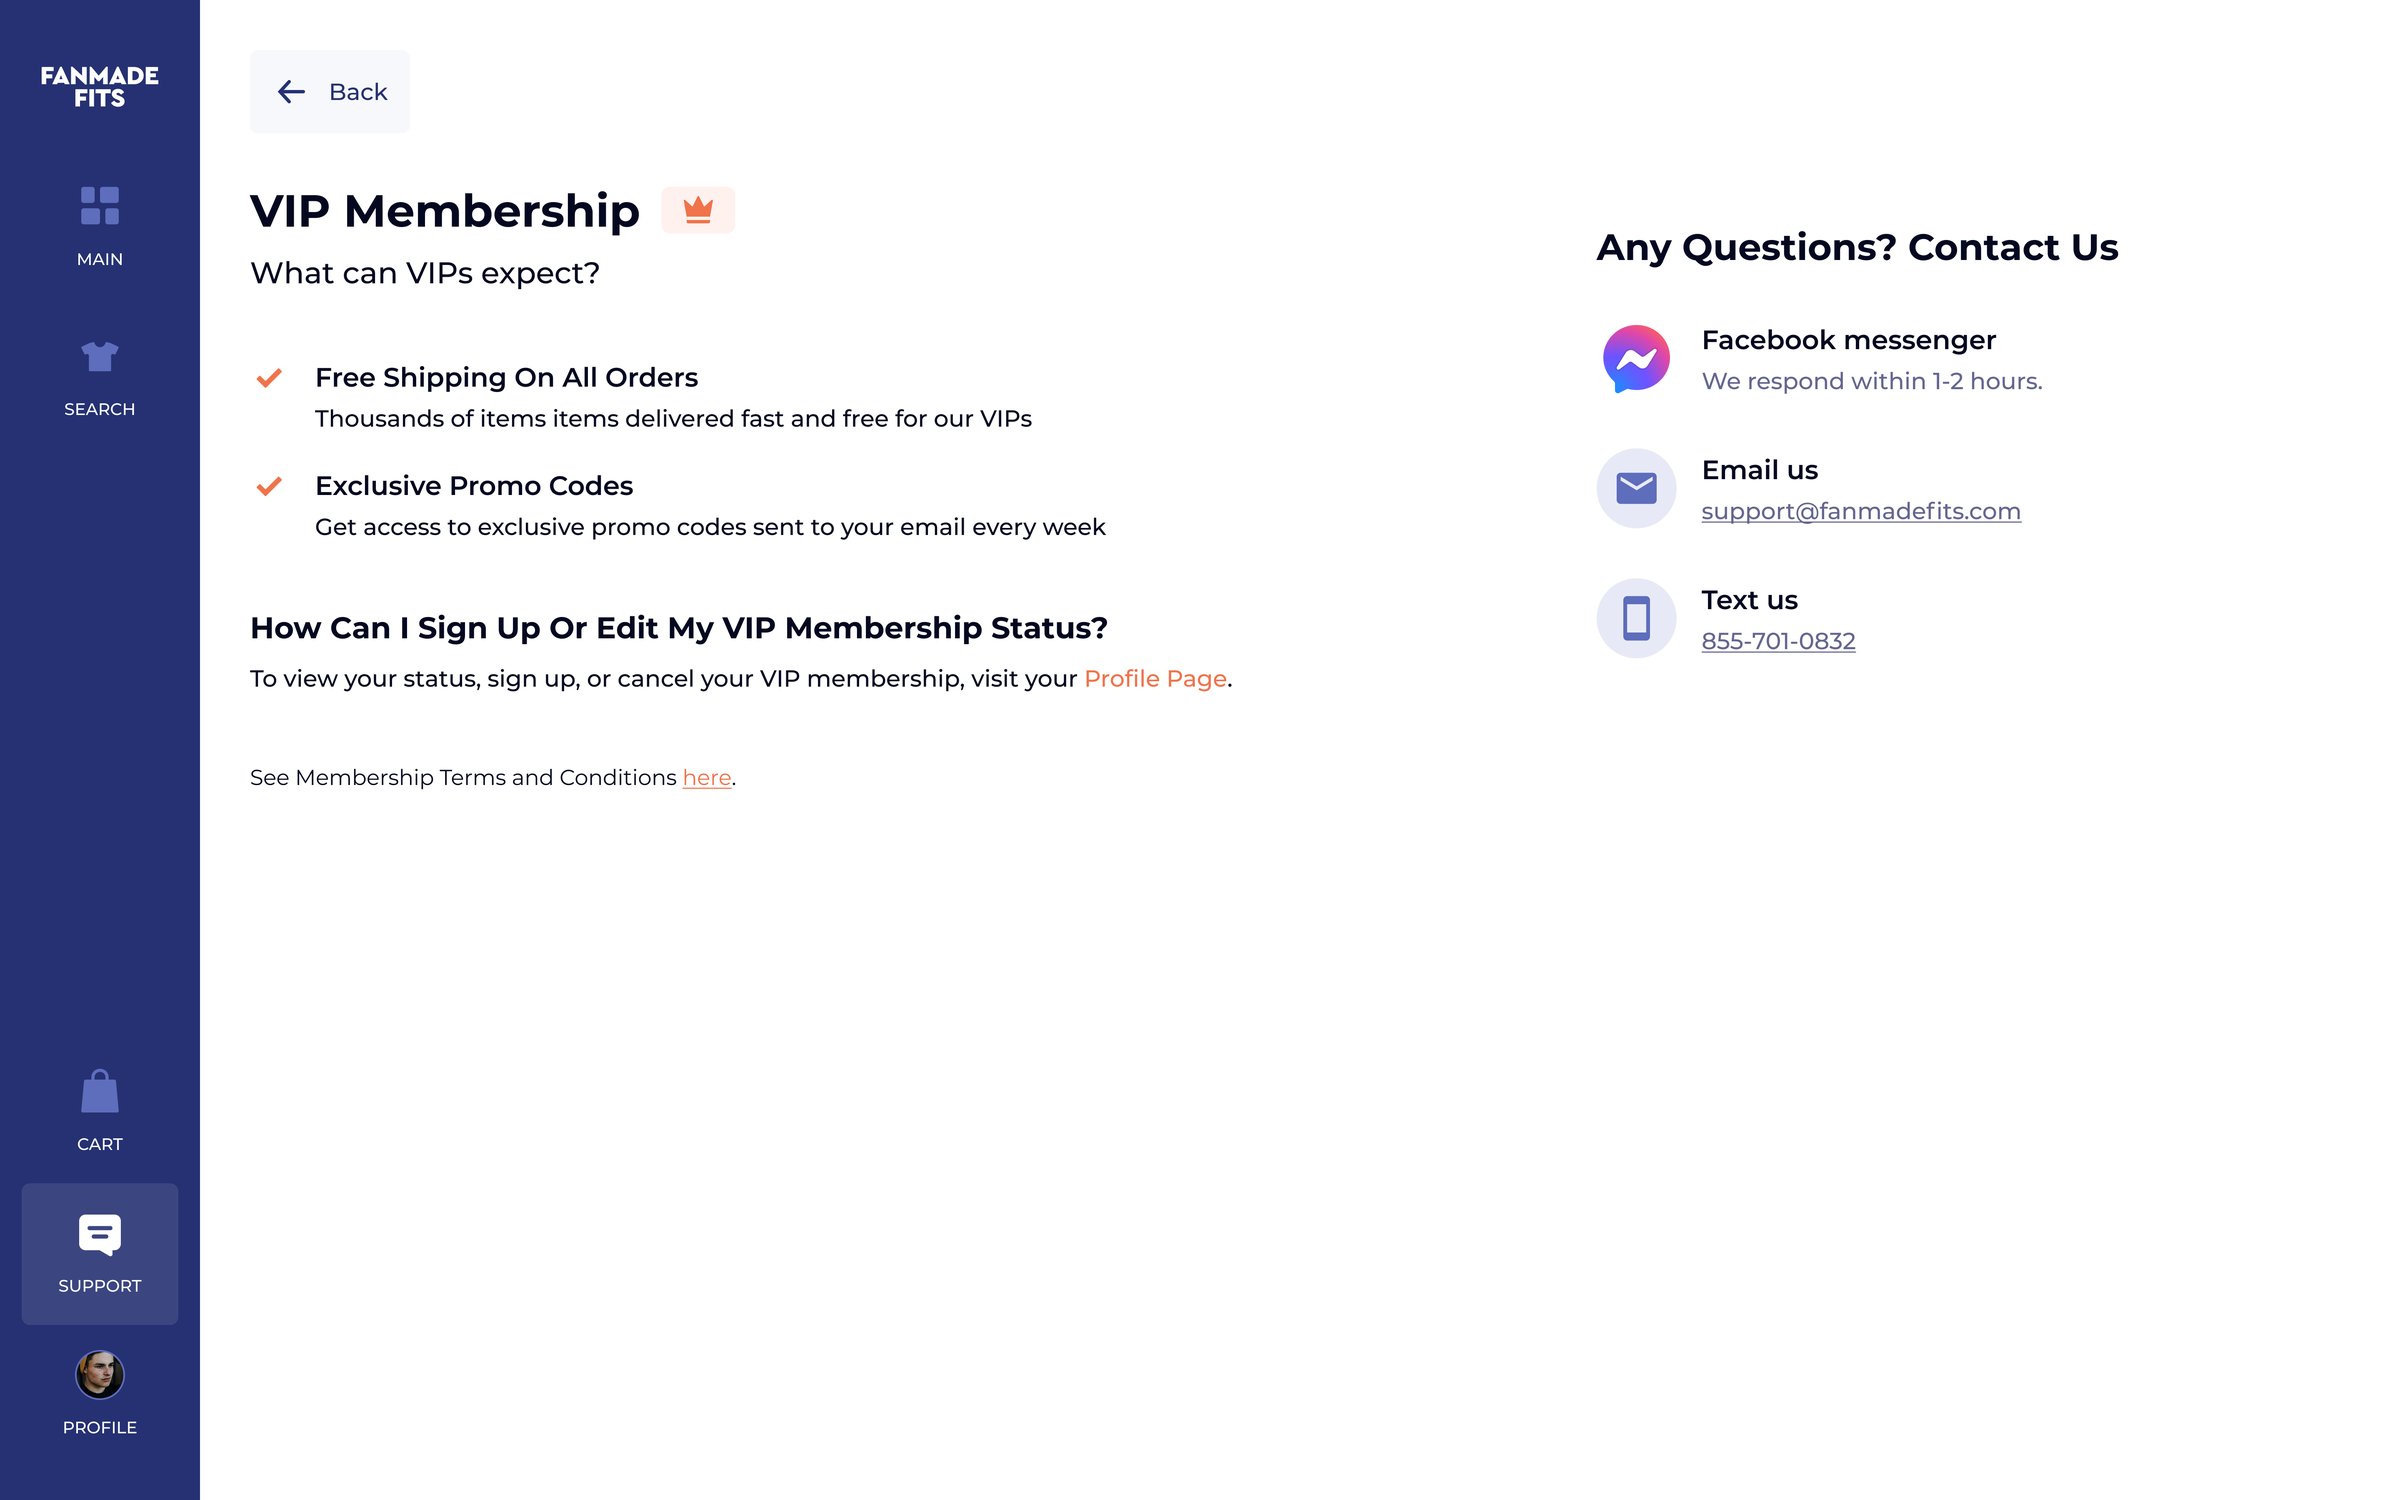 FANMADE
FITS
MAIN
SEARCH
CART
SUPPORT
PROFILE
Back
VIP Membership
What can VIPs expect?
Free Shipping On All Orders
Thousands of items items delivered fast and free for our VIPs
Exclusive Promo Codes
Get access to exclusive promo codes sent to your email every week
How Can I Sign Up Or Edit My VIP Membership Status?
To view your status, sign up, or cancel your VIP membership, visit your Profile Page.
See Membership Terms and Conditions here.
Any Questions? Contact Us
Facebook messenger
We respond within 1-2 hours.
Email us
support@fanmadefits.com
Text us
855-701-0832